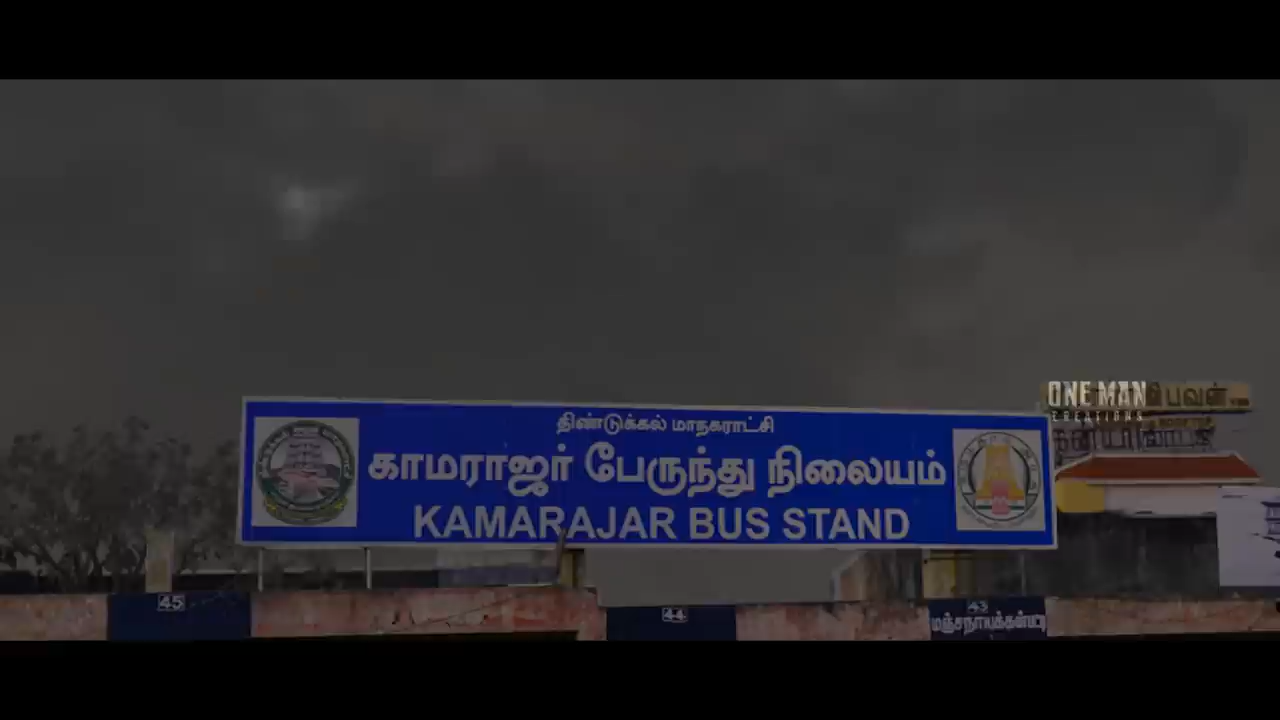 திண்டுக்கல் மாநகராட்சி
காமராஜர் பேருந்து நிலையம்
KAMARAJAR BUS STAND
ONE MAN
CREATIONS
45
44
43